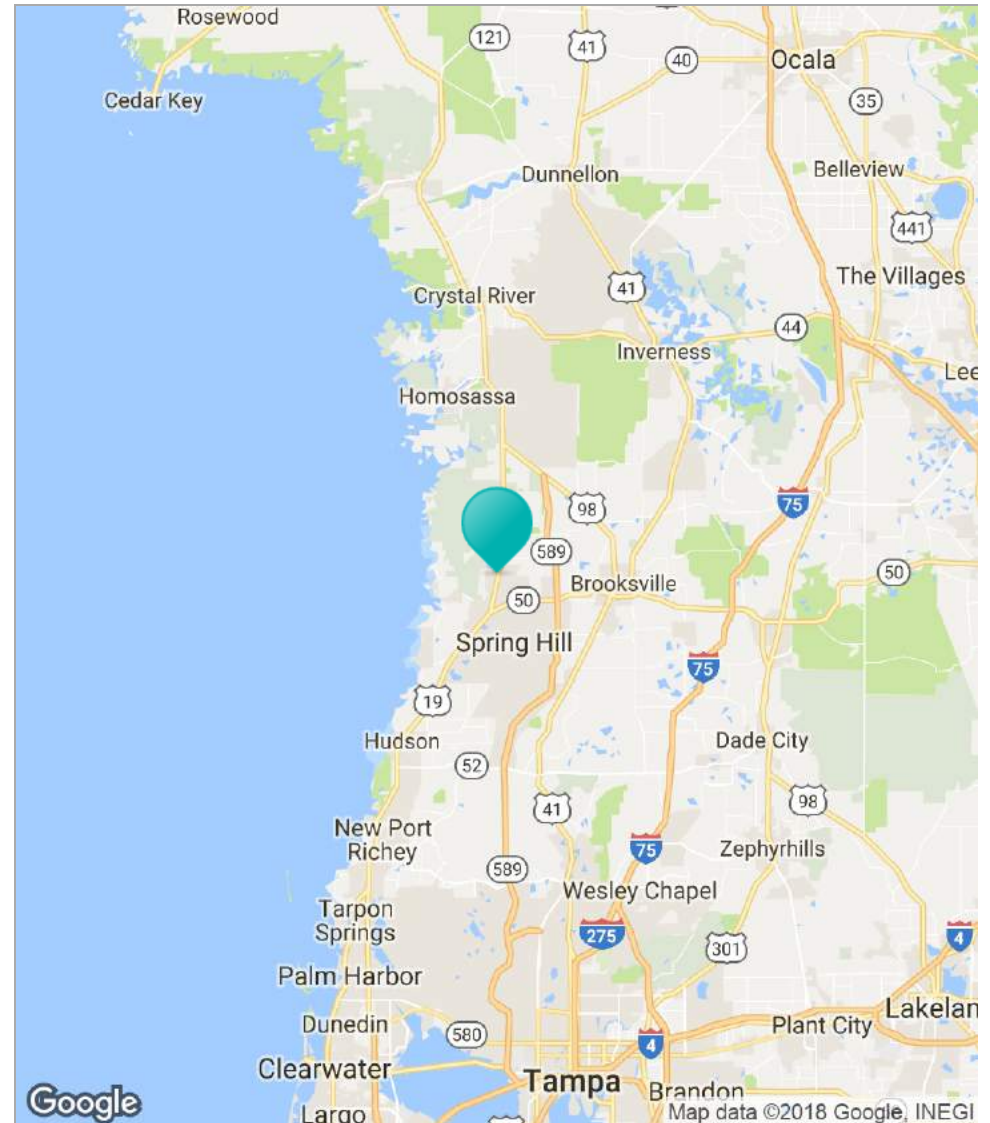 Rosewood
121
41
40
Ocala
Cedar Key
35
Dunnellon
Belleview
441
The Villages
Crystal River
41
44
Inverness
Lee
Homosassa
75
98
589
Brooksville
50
50
Spring Hill
75
19
Hudson
Dade City
52
98
41
New Port
Richey
75
Zephyrhills
589
Wesley Chapel
Tarpon
Springs
275
301
4
Palm Harbor
Lakelan
Dunedin
580
Plant City
4
Clearwater
Tampa
Brandon
Google
Largo
Map data ©2018 Google, INEGI